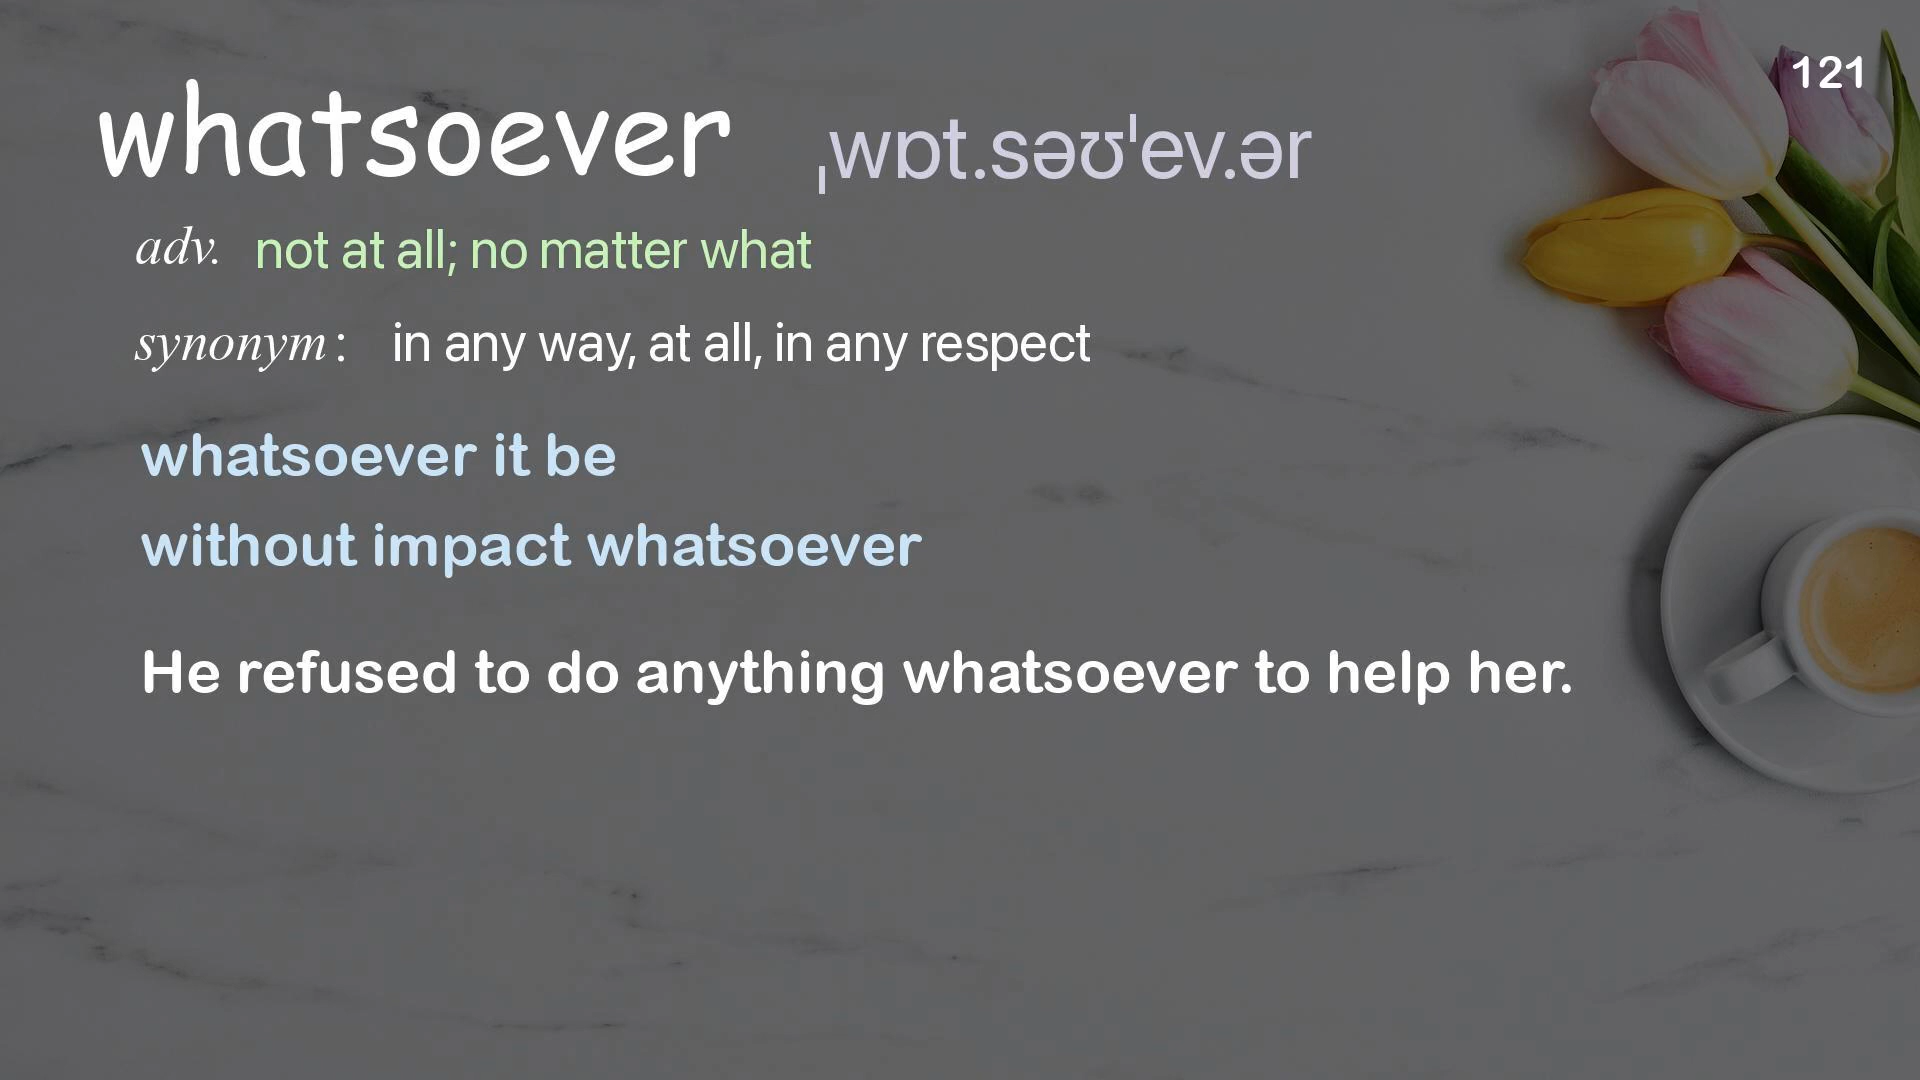 121
whatsoever ˌwɒt.səʊˈev.ər
adv. not at all; no matter what
synonym: in any way, at all, in any respect
whatsoever it be
without impact whatsoever
He refused to do anything whatsoever to help her.